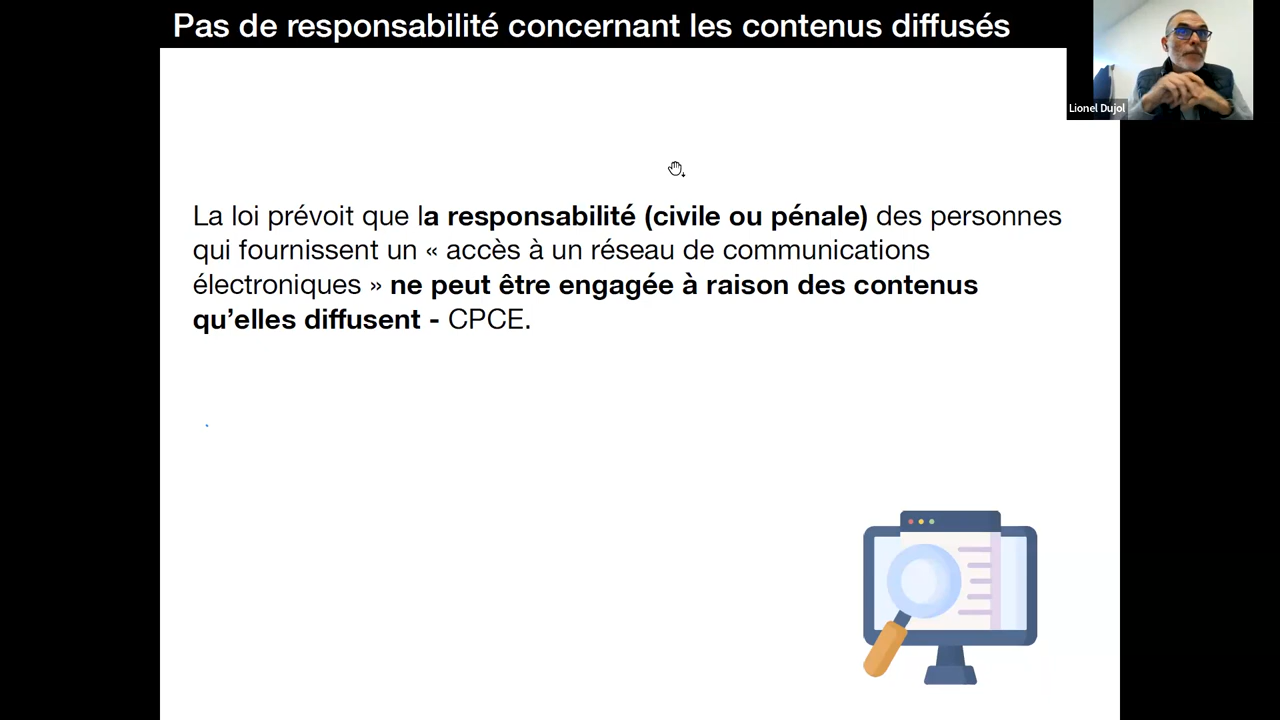 Pas de responsabilité concernant les contenus diffusés
Lionel Dujol
La loi prévoit que la responsabilité (civile ou pénale) des personnes
qui fournissent un « accès à un réseau de communications
électroniques » ne peut être engagée à raison des contenus
qu’elles diffusent - CPCE.